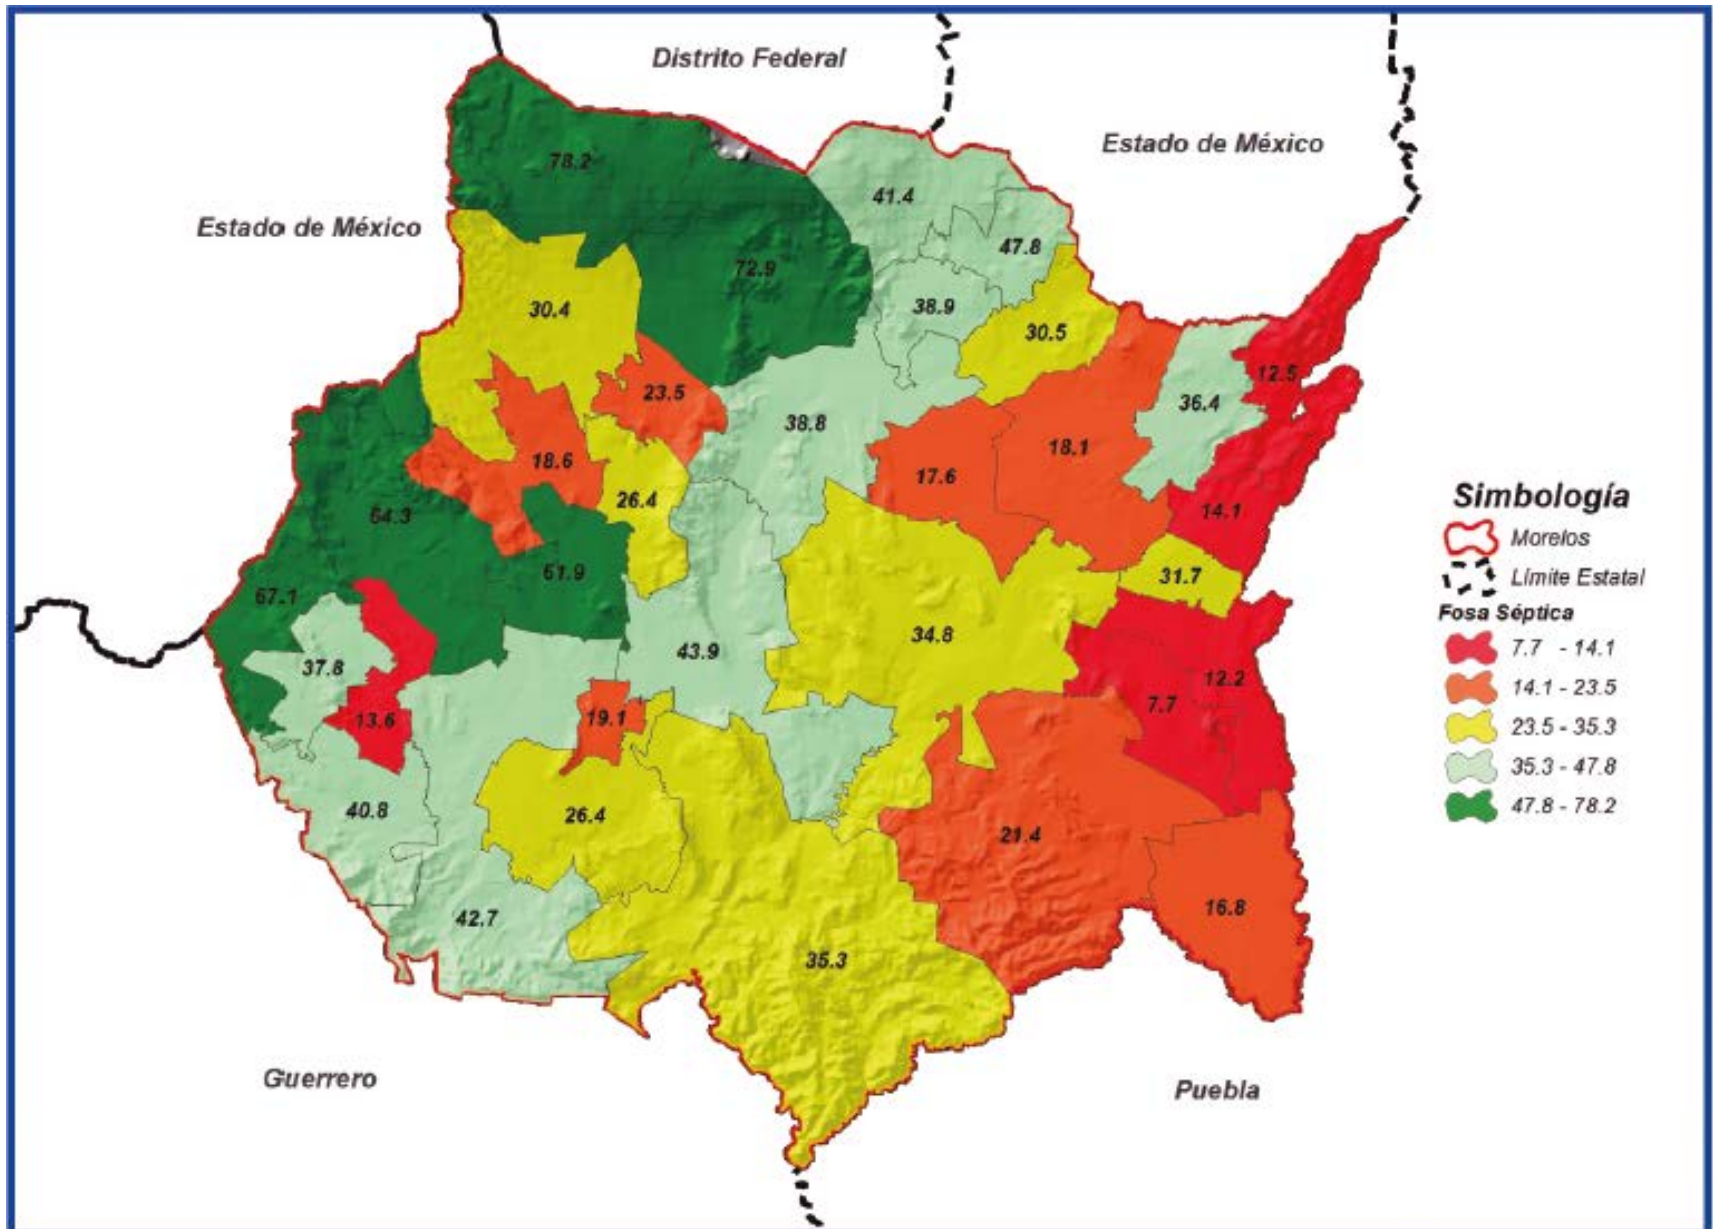 Distrito Federal
Estado de México
78.2
41.4
Estado de México
47.8
72.9
38.9
30.4
30.5
12.5
23.5
36.4
38.8
18.1
18.6
17.6
26.4
14.1
64.3
61.9
31.7
67.1
34.8
43.9
37.8
12.2
7.7
13.6
19.1
40.8
26.4
21.4
16.8
42.7
35.3
Guerrero
Puebla
Simbología
Morelos
Límite Estatal
Fosa Séptica
7.7 - 14.1
14.1 - 23.5
23.5 - 35.3
35.3 - 47.8
47.8 - 78.2